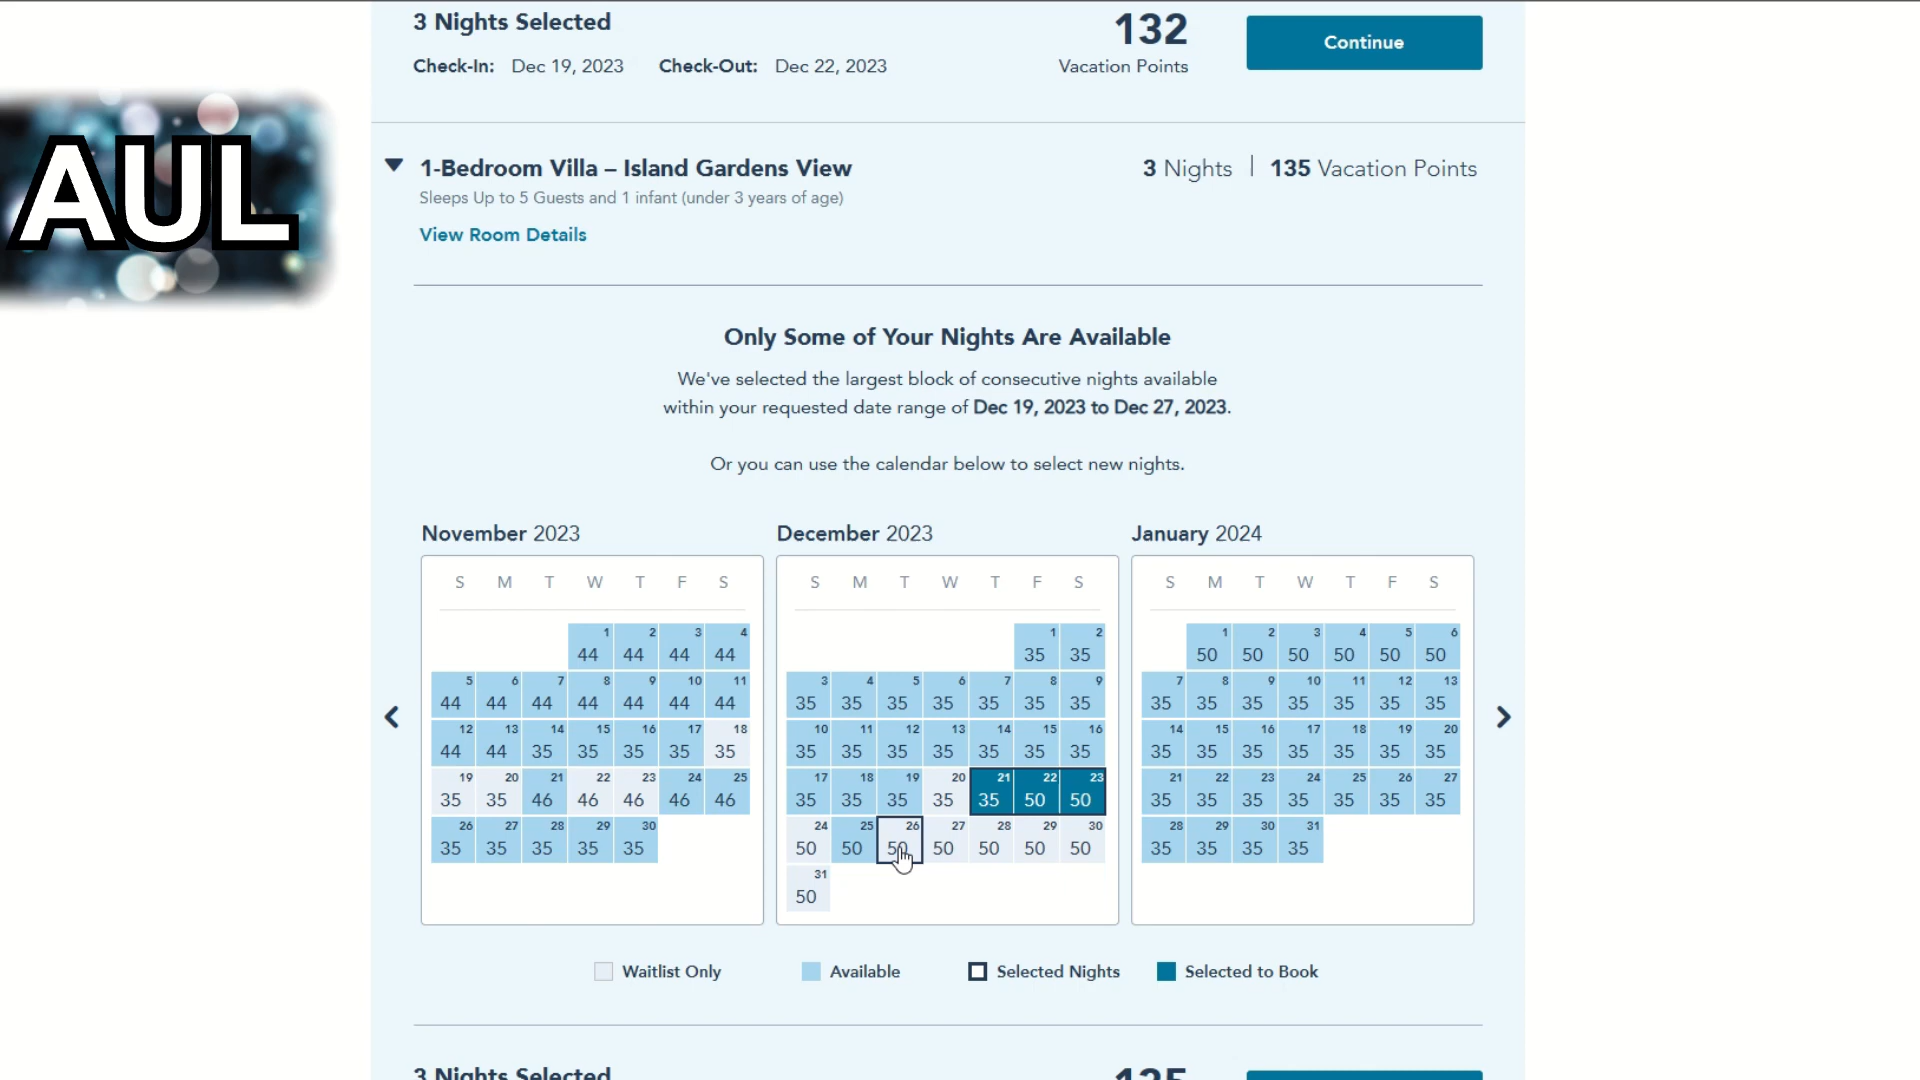 3 Nights Selected
132
Continue
Check-In: Dec 19, 2023 Check-Out: Dec 22, 2023
Vacation Points
AUL
1-Bedroom Villa – Island Gardens View
3 Nights | 135 Vacation Points
Sleeps Up to 5 Guests and 1 infant (under 3 years of age)
View Room Details
Only Some of Your Nights Are Available
We've selected the largest block of consecutive nights available
within your requested date range of Dec 19, 2023 to Dec 27, 2023.
Or you can use the calendar below to select new nights.
November 2023
S M T W T F S
1 2 3 4
44 44 44 44
5 6 7 8 9 10 11
44 44 44 44 44 44 44
12 13 14 15 16 17 18
44 44 35 35 35 35 35
19 20 21 22 23 24 25
35 35 46 46 46 46 46
26 27 28 29 30
35 35 35 35 35
December 2023
S M T W T F S
1 2
35 35
3 4 5 6 7 8 9
35 35 35 35 35 35 35
10 11 12 13 14 15 16
35 35 35 35 35 35 35
17 18 19 20 21 22 23
35 35 35 35 35 50 50
24 25 26 27 28 29 30
50 50 50 50 50 50 50
31
50
January 2024
S M T W T F S
1 2 3 4 5 6
50 50 50 50 50 50
7 8 9 10 11 12 13
35 35 35 35 35 35 35
14 15 16 17 18 19 20
35 35 35 35 35 35 35
21 22 23 24 25 26 27
35 35 35 35 35 35 35
28 29 30 31
35 35 35 35
Waitlist Only Available Selected Nights Selected to Book
3 Nights Selected
135